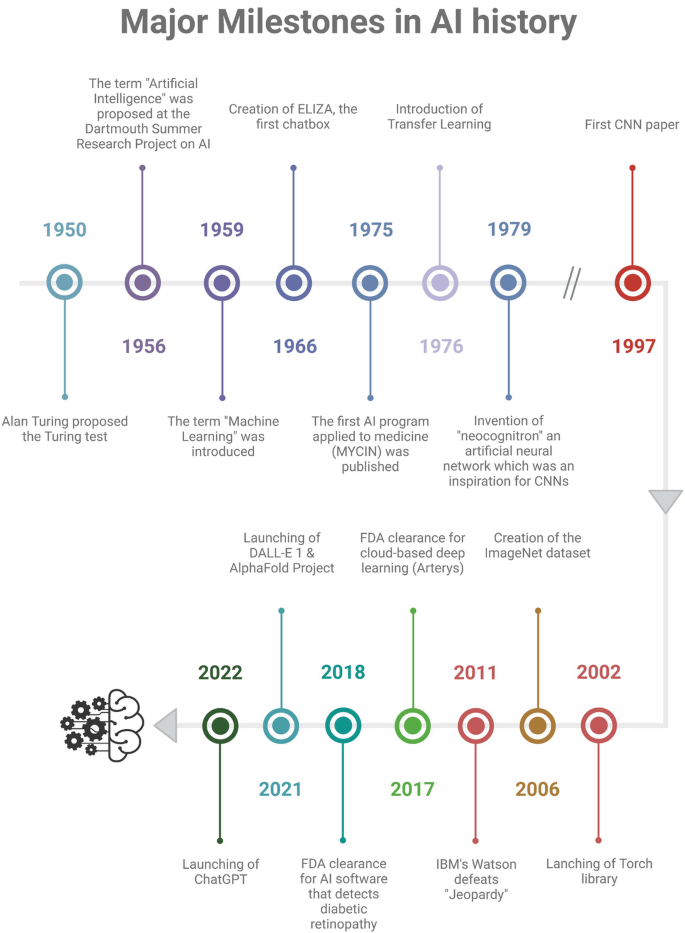 Major Milestones in AI history
The term "Artificial
Intelligence" was
proposed at the
Dartmouth Summer
Research Project on AI
Creation of ELIZA, the
first chatbox
Introduction of
Transfer Learning
First CNN paper
1950
1959
1975
1979
1956
1966
1976
1997
Alan Turing proposed
the Turing test
The term "Machine
Learning" was
introduced
The first AI program
applied to medicine
(MYCIN) was
published
Invention of
"neocognitron" an
artificial neural
network which was an
inspiration for CNNs
Launching of
DALL-E 1 &
AlphaFold Project
FDA clearance for
cloud-based deep
learning (Arterys)
Creation of the
ImageNet dataset
2022
2018
2011
2002
2021
2017
2006
Launching of
ChatGPT
FDA clearance
for AI software
that detects
diabetic
retinopathy
IBM's Watson
defeats
"Jeopardy"
Lanching of Torch
library